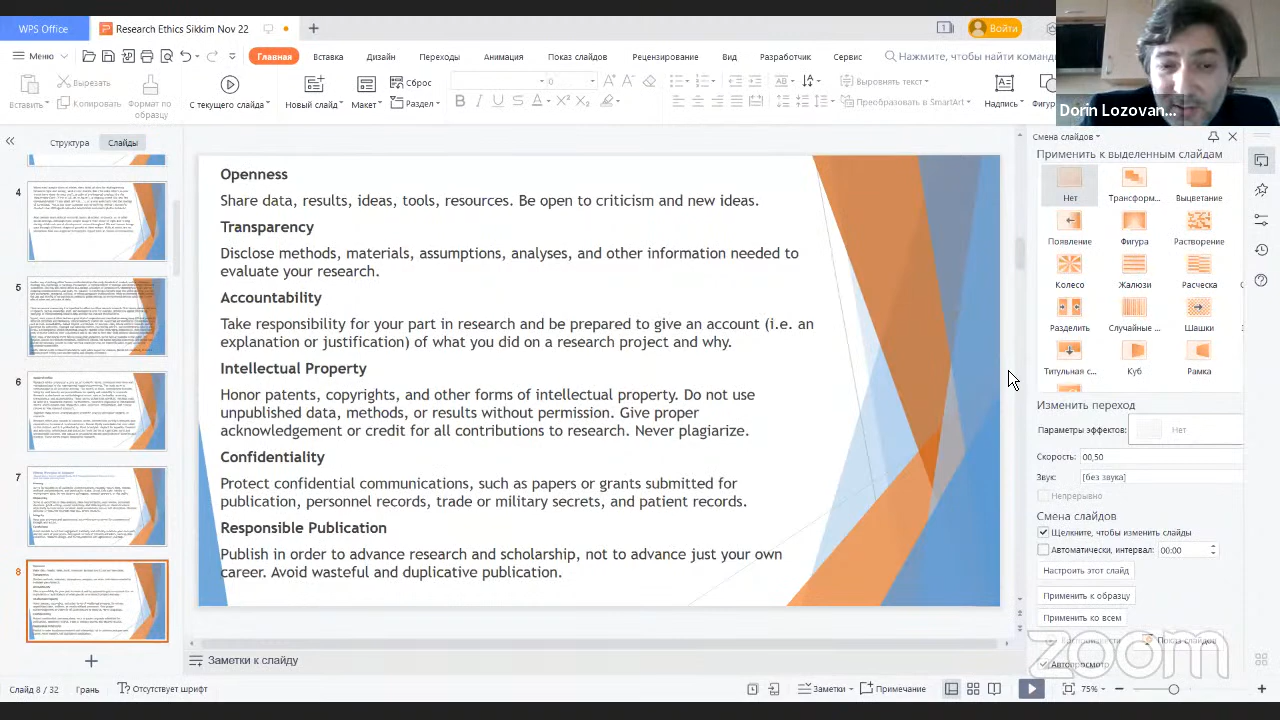 WPS Office
Research Ethics Sikkim Nov 22
Войти
Меню
Главная
Вставка
Дизайн
Переходы
Анимация
Показ слайдов
Рецензирование
Вид
Разработчик
Сервис
Нажмите, чтобы найти команд
Вырезать
Копировать
Формат по
образцу
С текущего слайда
Новый слайд
Макет
Сброс
Раздел
Выровнять текст
Преобразовать в SmartArt
Надпись
Фигур
Dorin Lozovan...
Структура
Слайды
4
6
7
8
Openness
Share data, results, ideas, tools, resources. Be open to criticism and new ideas.
Transparency
Disclose methods, materials, assumptions, analyses, and other information needed to
evaluate your research.
Accountability
Take responsibility for your part in research and be prepared to give an account (i.e. an
explanation or justification) of what you did on a research project and why.
Intellectual Property
Honor patents, copyrights, and other forms of intellectual property. Do not use
unpublished data, methods, or results without permission. Give proper
acknowledgement or credit for all contributions to research. Never plagiarize.
Confidentiality
Protect confidential communications, such as papers or grants submitted for
publication, personnel records, trade or military secrets, and patient records.
Responsible Publication
Publish in order to advance research and scholarship, not to advance just your own
career. Avoid wasteful and duplicative publication.
Смена слайдов
Применить к выделенным слайдам
Нет
Трансформ...
Выцветание
Появление
Фигура
Растворение
Колесо
Жалюзи
Расческа
Разделить
Случайные ...
Шашки
Титульная с...
Куб
Рамка
Изменить переход
Параметры эффектов:
Нет
Скорость: 00,50
Звук: [без звука]
Непрерывно
Смена слайдов
Щелкните, чтобы изменить слайды
Автоматически, интервал: 00:00
Настроить этот слайд
Применить к образцу
Применить ко всем
Показ слайдов
Автопросмотр
zoom
Заметки к слайду
Слайд 8 / 32
Грань
Отсутствует шрифт
Заметки
Примечание
75%